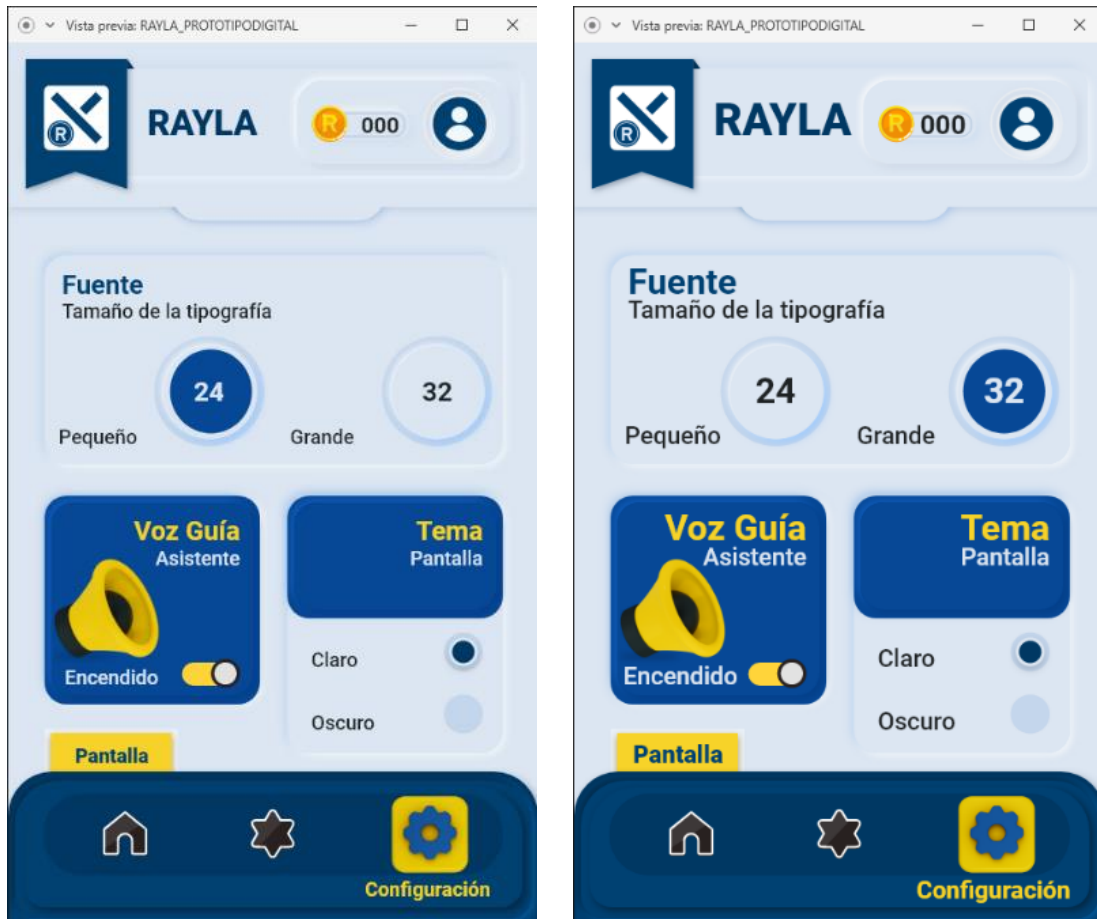 Vista previa: RAYLA_PROTOTIPODIGITAL
R
RAYLA
R 000
Fuente
Tamaño de la tipografía
24
32
Pequeño
Grande
Voz Guía
Asistente
Encendido
Tema
Pantalla
Claro
Oscuro
Pantalla
Configuración
Vista previa: RAYLA_PROTOTIPODIGITAL
R
RAYLA
R 000
Fuente
Tamaño de la tipografía
24
32
Pequeño
Grande
Voz Guía
Asistente
Encendido
Tema
Pantalla
Claro
Oscuro
Pantalla
Configuración